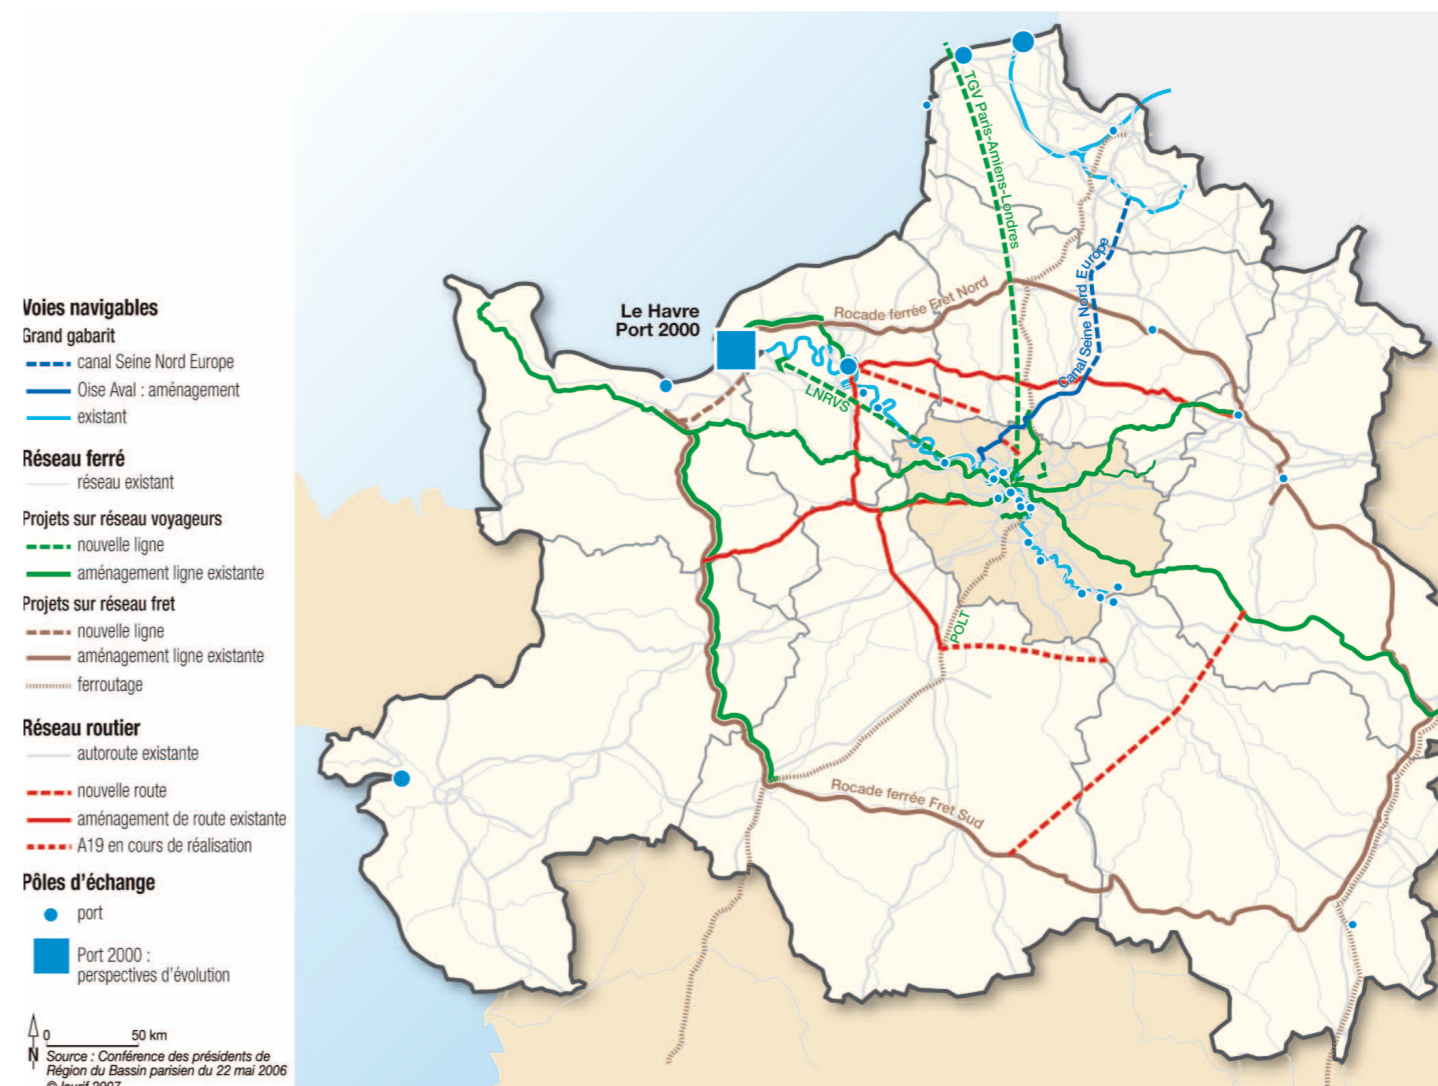 Voies navigables
Grand gabarit
canal Seine Nord Europe
Oise Aval : aménagement
existant
Réseau ferré
réseau existant
Projets sur réseau voyageurs
nouvelle ligne
aménagement ligne existante
Projets sur réseau fret
nouvelle ligne
aménagement ligne existante
ferroutage
Réseau routier
autoroute existante
nouvelle route
aménagement de route existante
A19 en cours de réalisation
Pôles d'échange
port
Port 2000 :
perspectives d'évolution
0 50 km
N
Source : Conférence des présidents de
Région du Bassin parisien du 22 mai 2006
© Iaurif 2007
TGV Paris-Amiens-Londres
Canal Seine Nord Europe
Rocade ferrée Fret Nord
Le Havre
Port 2000
LNRVS
POLT
Rocade ferrée Fret Sud